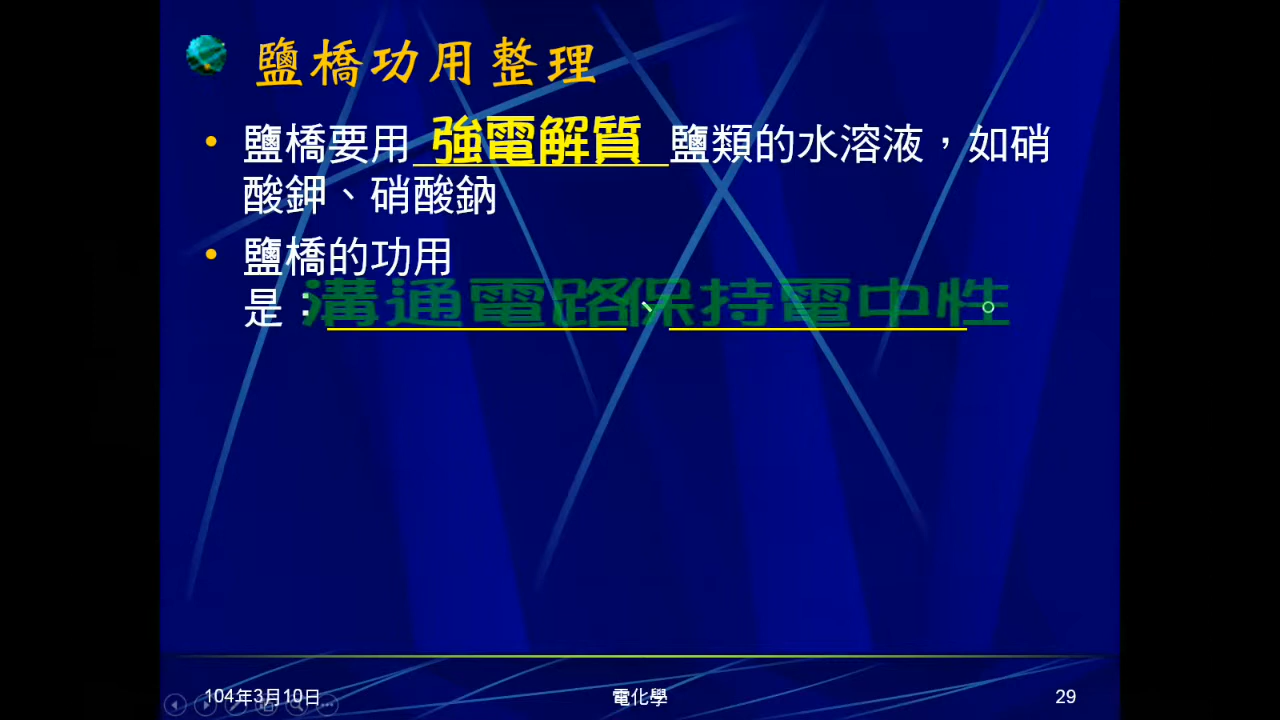 鹽橋功用整理
• 鹽橋要用強電解質鹽類的水溶液，如硝
酸鉀、硝酸鈉
• 鹽橋的功用
是：溝通電路、保持電中性。
104年3月10日
電化學
29